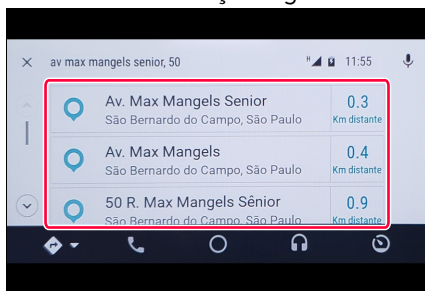 av max mangels senior, 50
H
11:55
Av. Max Mangels Senior
São Bernardo do Campo, São Paulo
0.3
Km distante
Av. Max Mangels
São Bernardo do Campo, São Paulo
0.4
Km distante
50 R. Max Mangels Sênior
São Bernardo do Campo, São Paulo
0.9
Km distante